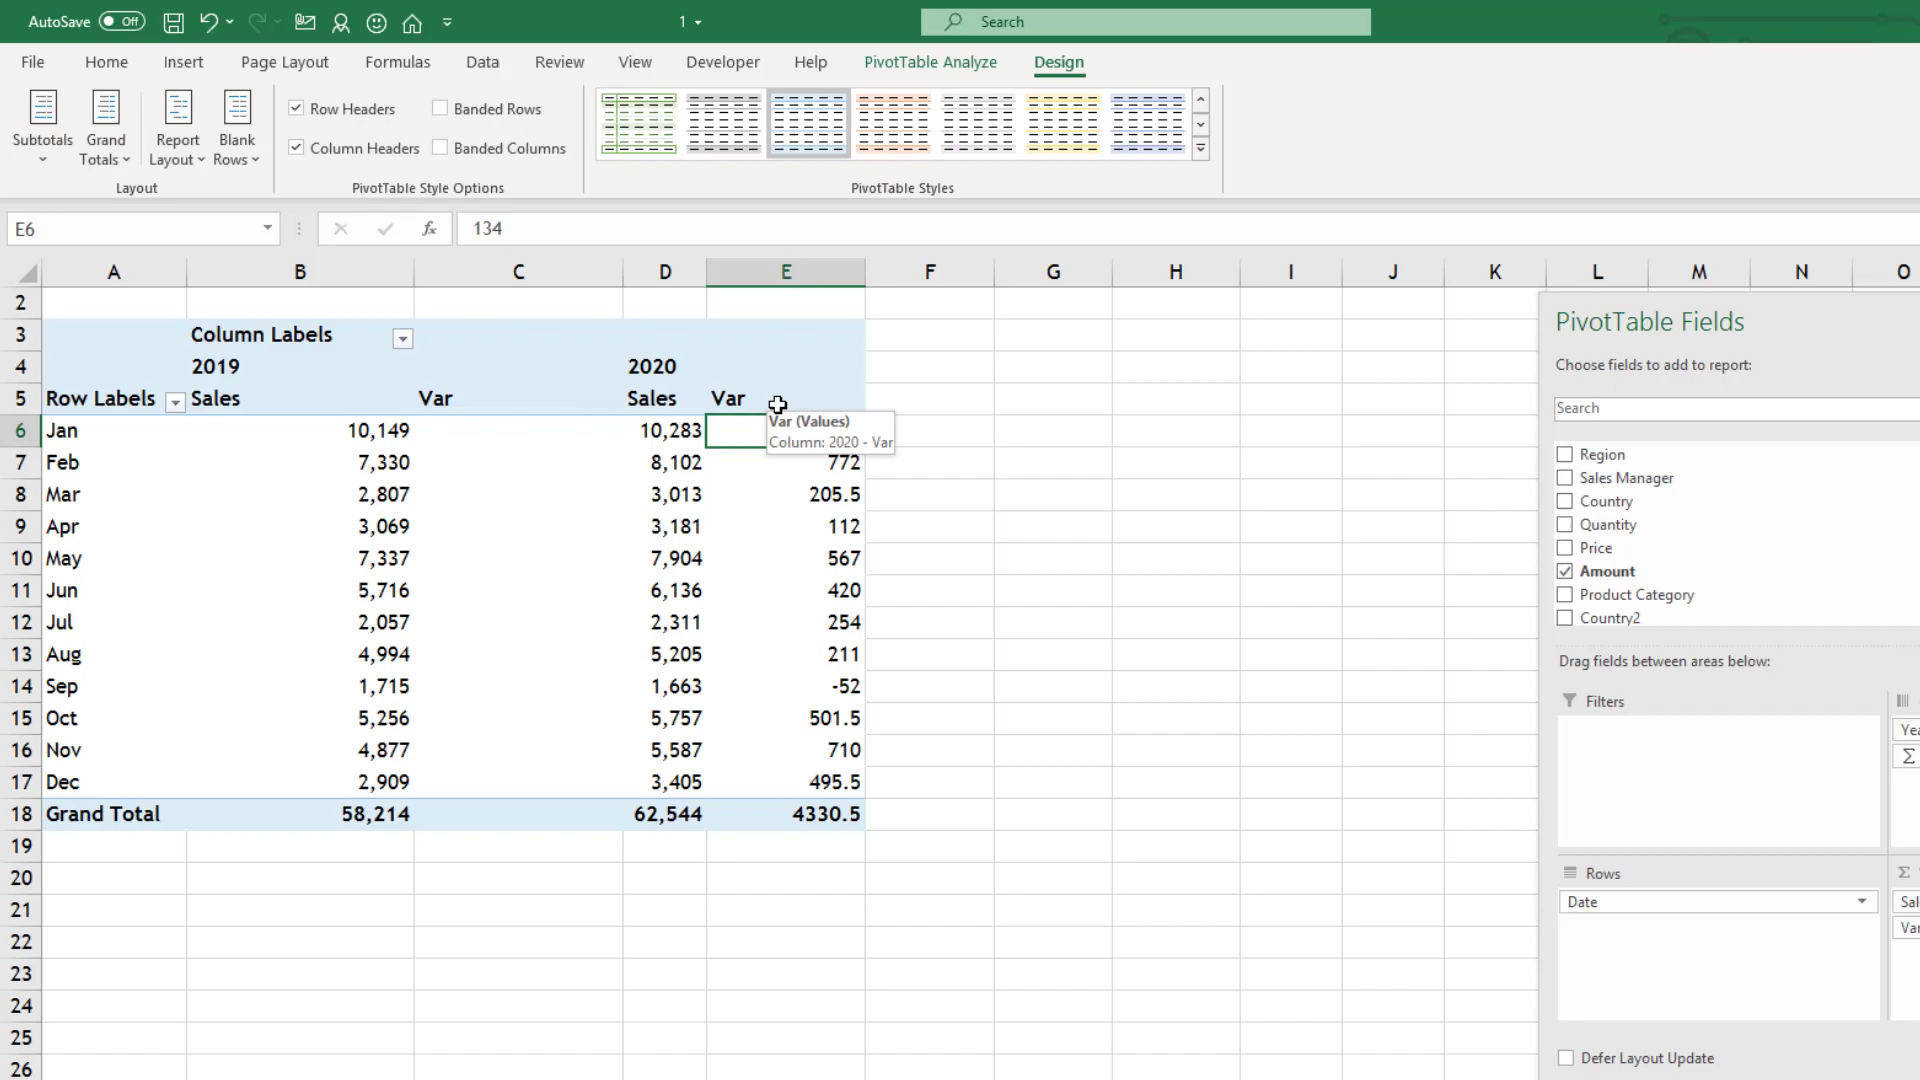 AutoSave Off 1 Search
File Home Insert Page Layout Formulas Data Review View Developer Help PivotTable Analyze Design
Subtotals Grand Totals Report Layout Blank Rows
Row Headers Banded Rows
Column Headers Banded Columns
Layout PivotTable Style Options PivotTable Styles
E6 fx 134
A B C D E F G H I J K L M N O
2
3 Column Labels
4 2019 2020
5 Row Labels Sales Var Sales Var
6 Jan 10,149 10,283
7 Feb 7,330 8,102 772
8 Mar 2,807 3,013 205.5
9 Apr 3,069 3,181 112
10 May 7,337 7,904 567
11 Jun 5,716 6,136 420
12 Jul 2,057 2,311 254
13 Aug 4,994 5,205 211
14 Sep 1,715 1,663 -52
15 Oct 5,256 5,757 501.5
16 Nov 4,877 5,587 710
17 Dec 2,909 3,405 495.5
18 Grand Total 58,214 62,544 4330.5
19
20
21
22
23
24
25
26
Var (Values)
Column: 2020 - Var
PivotTable Fields
Choose fields to add to report:
Search
Region
Sales Manager
Country
Quantity
Price
Amount
Product Category
Country2
Drag fields between areas below:
Filters
Yea
Σ
Rows Σ
Date Sal
Var
Defer Layout Update